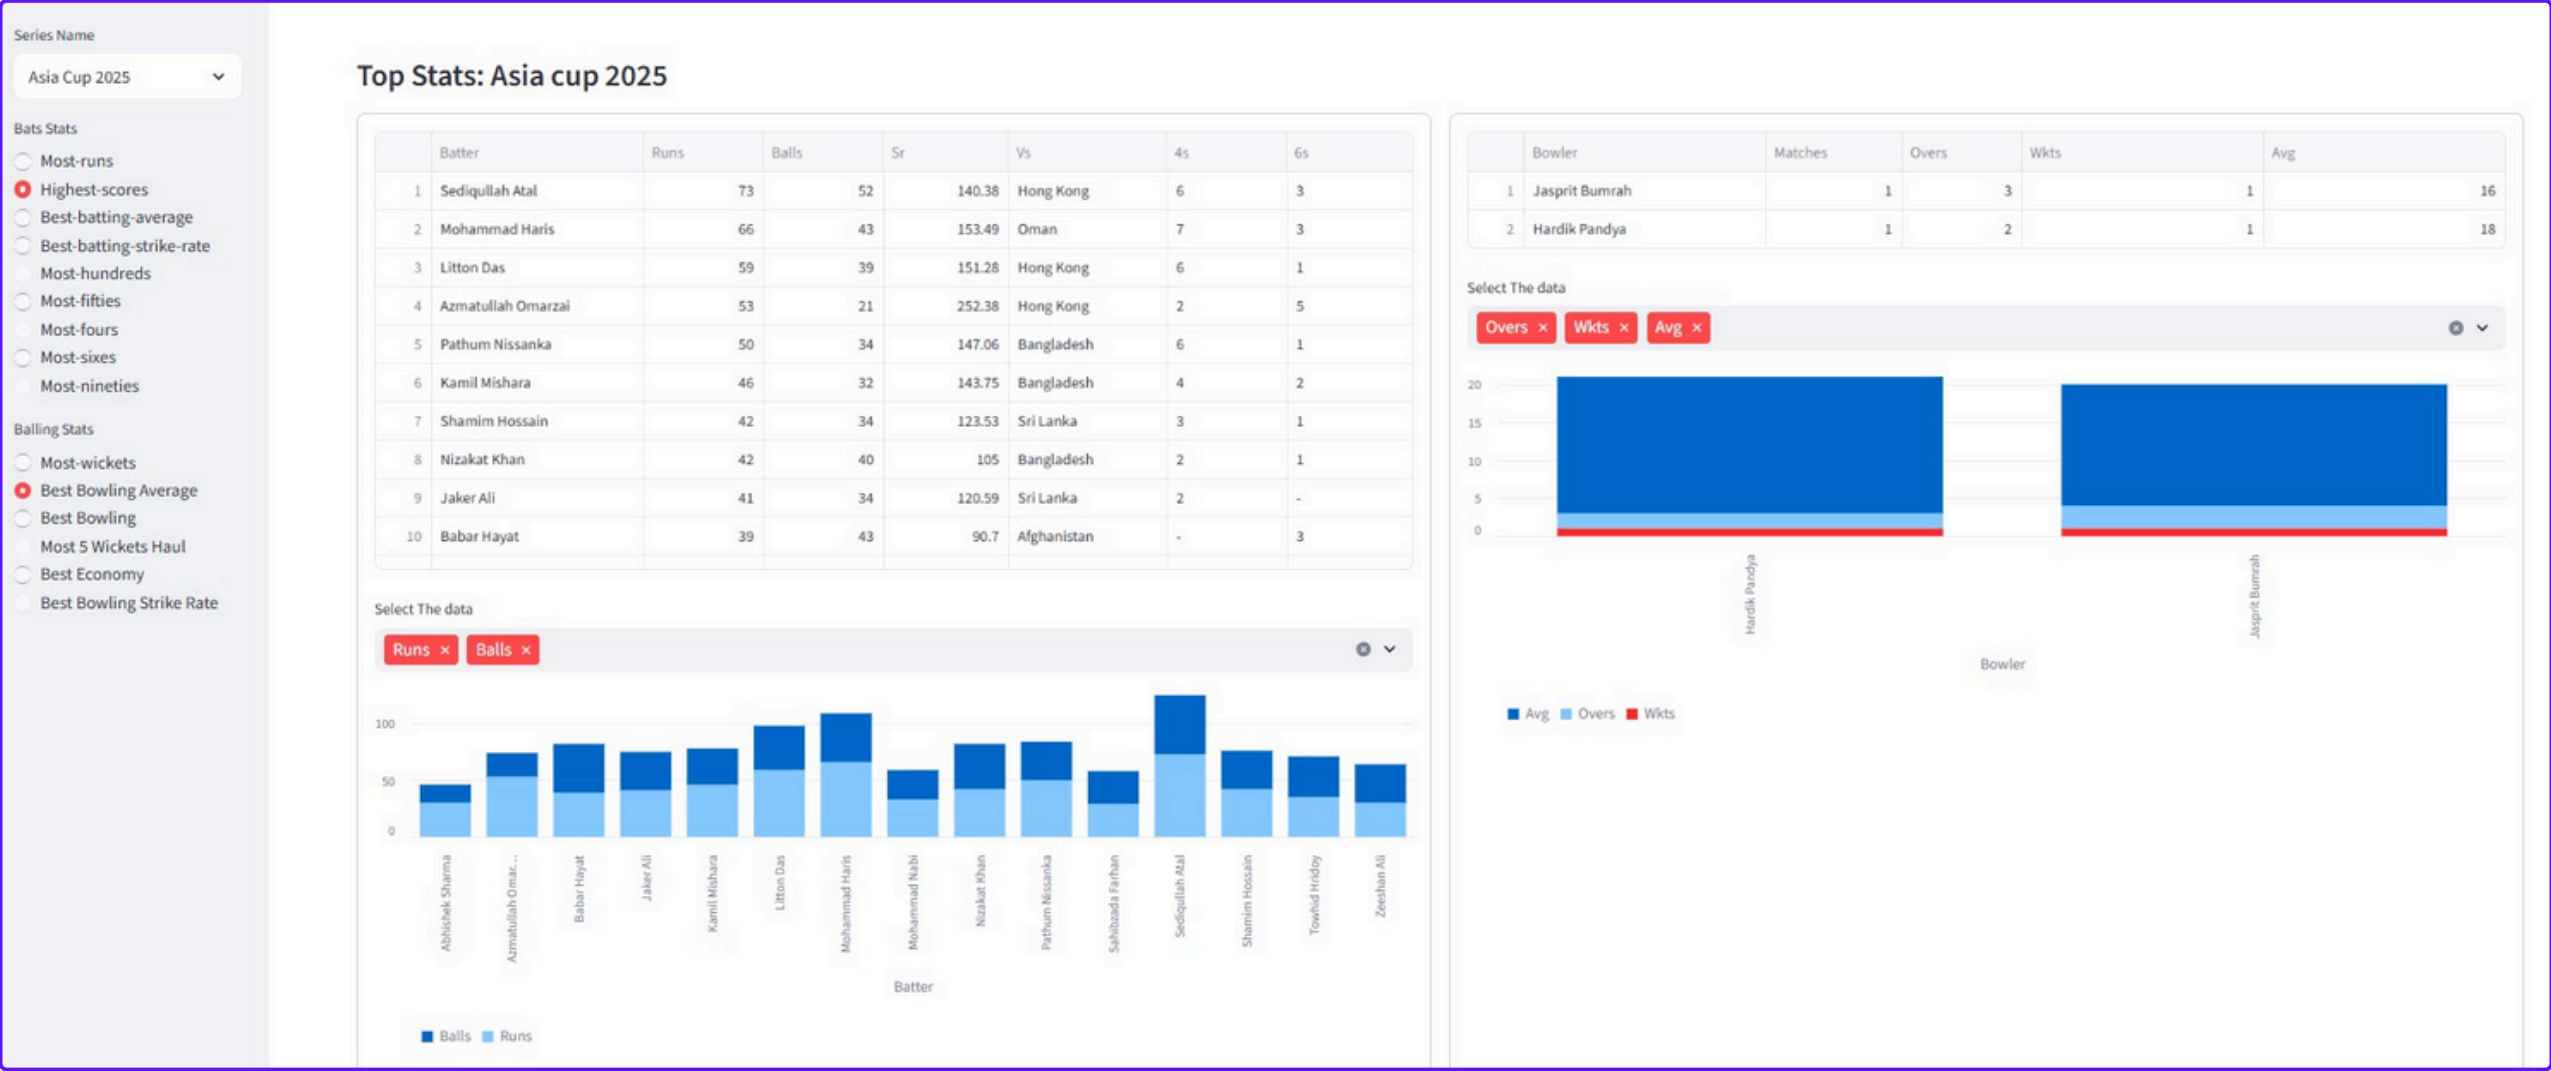 Series Name
Asia Cup 2025
Bats Stats
Most-runs
Highest-scores
Best-batting-average
Best-batting-strike-rate
Most-hundreds
Most-fifties
Most-fours
Most-sixes
Most-nineties
Balling Stats
Most-wickets
Best Bowling Average
Best Bowling
Most 5 Wickets Haul
Best Economy
Best Bowling Strike Rate
Top Stats: Asia cup 2025
Batter Runs Balls Sr Vs 4s 6s
1 Sediqullah Atal 73 52 140.38 Hong Kong 6 3
2 Mohammad Haris 66 43 153.49 Oman 7 3
3 Litton Das 59 39 151.28 Hong Kong 6 1
4 Azmatullah Omarzai 53 21 252.38 Hong Kong 2 5
5 Pathum Nissanka 50 34 147.06 Bangladesh 6 1
6 Kamil Mishara 46 32 143.75 Bangladesh 4 2
7 Shamim Hossain 42 34 123.53 Sri Lanka 3 1
8 Nizakat Khan 42 40 105 Bangladesh 2 1
9 Jaker Ali 41 34 120.59 Sri Lanka 2 -
10 Babar Hayat 39 43 90.7 Afghanistan - 3
Select The data
Runs × Balls ×
100
50
0
Abhishek Sharma
Azmatullah Omar...
Babar Hayat
Jaker Ali
Kamil Mishara
Litton Das
Mohammad Haris
Mohammad Nabi
Nizakat Khan
Pathum Nissanka
Sahibzada Farhan
Sediqullah Atal
Shamim Hossain
Towhid Hridoy
Zeeshan Ali
Batter
Balls Runs
Bowler Matches Overs Wkts Avg
1 Jasprit Bumrah 1 3 1 16
2 Hardik Pandya 1 2 1 18
Select The data
Overs × Wkts × Avg ×
20
15
10
5
0
Hardik Pandya
Jasprit Bumrah
Bowler
Avg Overs Wkts